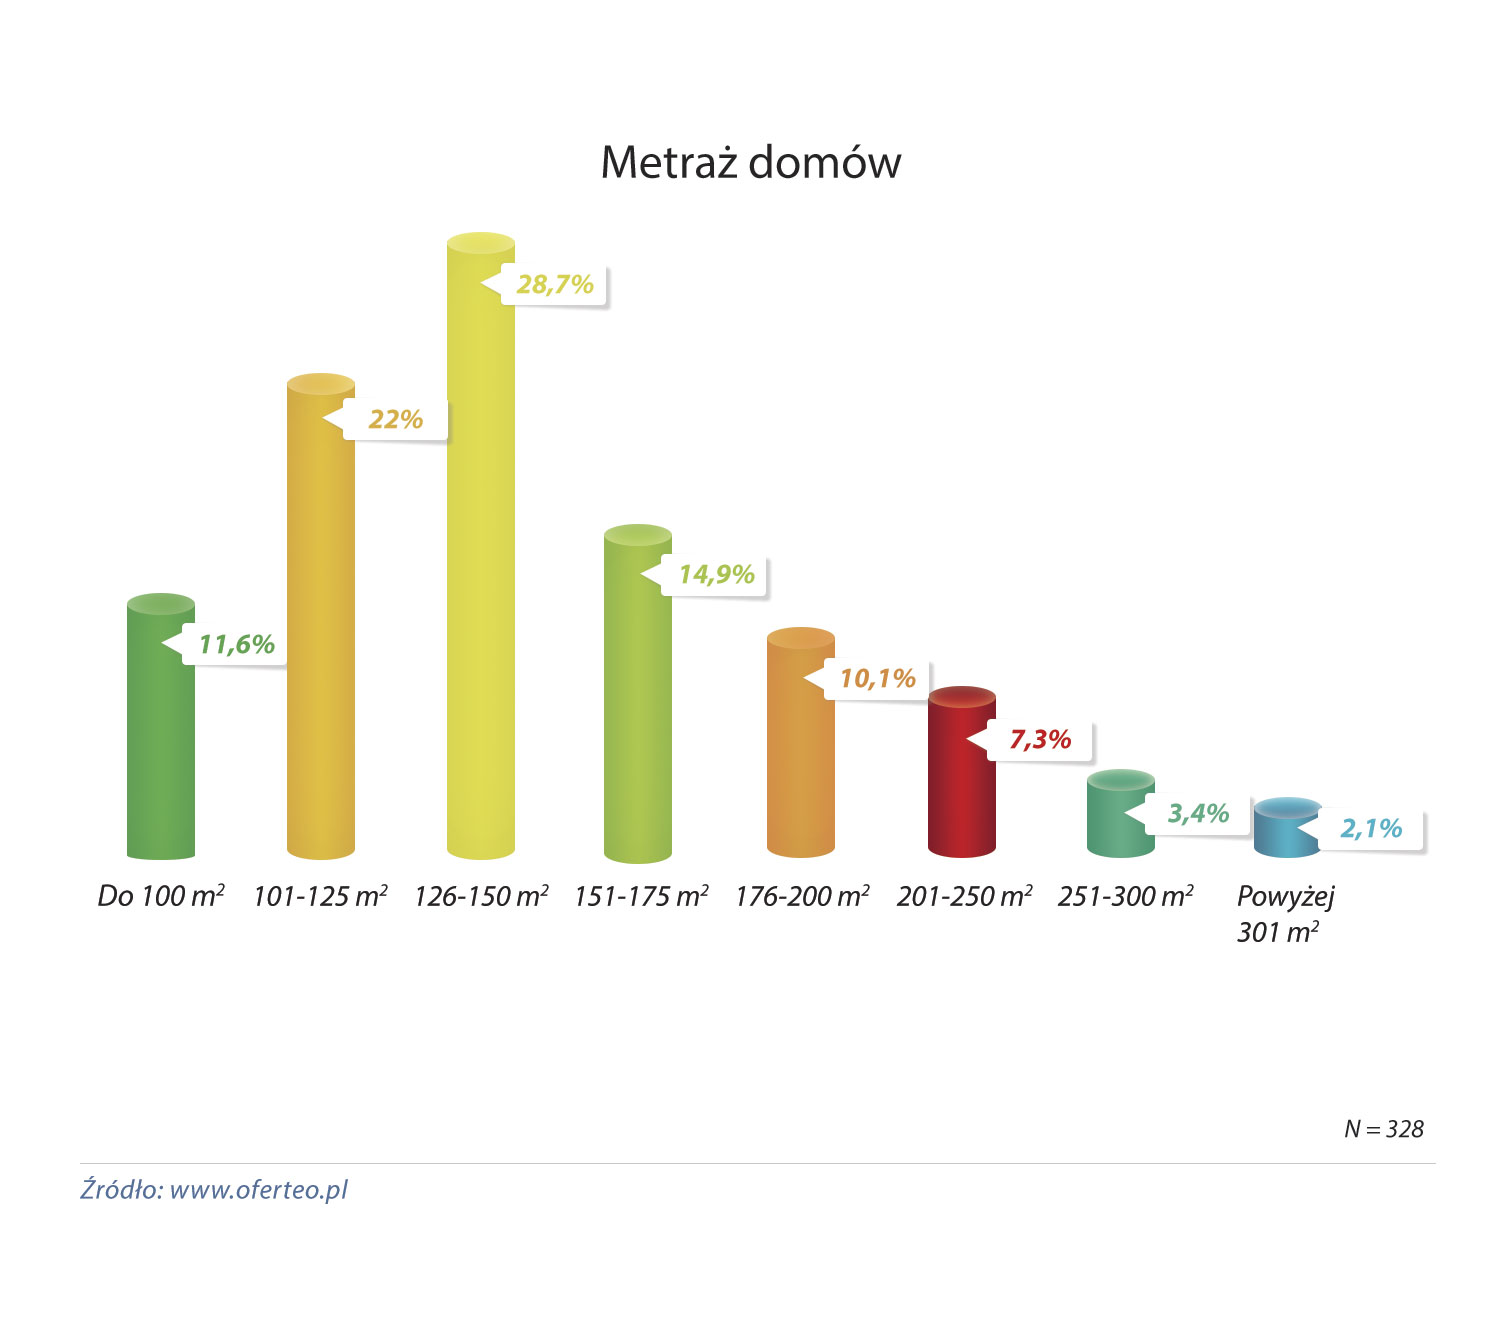 Metraż domów
28,7%
22%
14,9%
11,6%
10,1%
7,3%
3,4%
2,1%
Do 100 m² 101-125 m² 126-150 m² 151-175 m² 176-200 m² 201-250 m² 251-300 m² Powyżej
301 m²
N = 328
Źródło: www.oferteo.pl